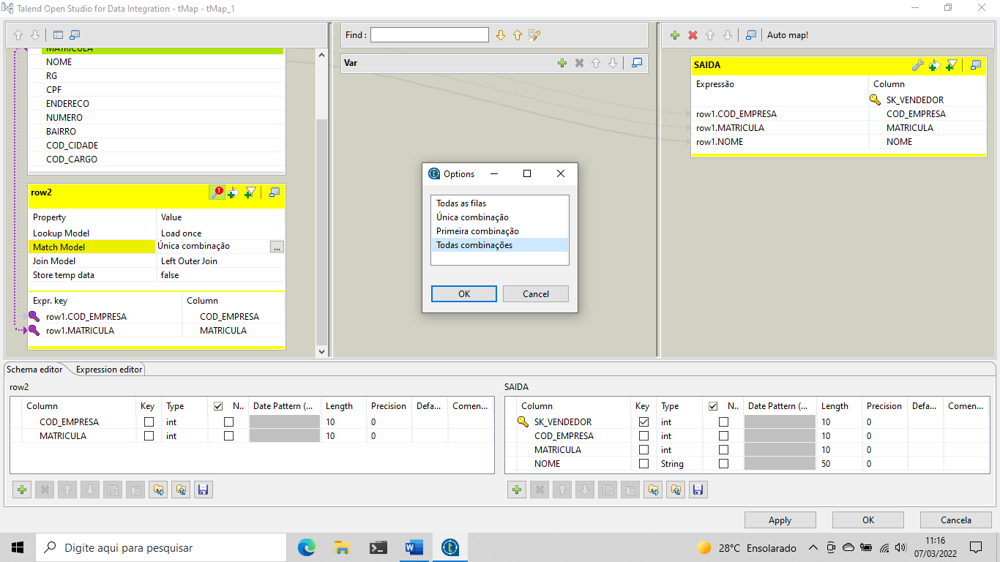 Talend Open Studio for Data Integration - tMap - tMap_1
Find :
Auto map!
MATRICULA
NOME
RG
CPF
ENDERECO
NUMERO
BAIRRO
COD_CIDADE
COD_CARGO
row2
Property Value
Lookup Model Load once
Match Model Única combinação ...
Join Model Left Outer Join
Store temp data false
Expr. key Column
row1.COD_EMPRESA COD_EMPRESA
row1.MATRICULA MATRICULA
Var
Options
Todas as filas
Única combinação
Primeira combinação
Todas combinações
OK Cancel
SAIDA
Expressão Column
SK_VENDEDOR
row1.COD_EMPRESA COD_EMPRESA
row1.MATRICULA MATRICULA
row1.NOME NOME
Schema editor Expression editor
row2
Column Key Type N.. Date Pattern (... Length Precision Defa... Comen...
COD_EMPRESA int 10 0
MATRICULA int 10 0
SAIDA
Column Key Type N.. Date Pattern (... Length Precision Defa... Comen...
SK_VENDEDOR int 10 0
COD_EMPRESA int 10 0
MATRICULA int 10 0
NOME String 50 0
Apply OK Cancela
Digite aqui para pesquisar
28°C Ensolarado
11:16
07/03/2022